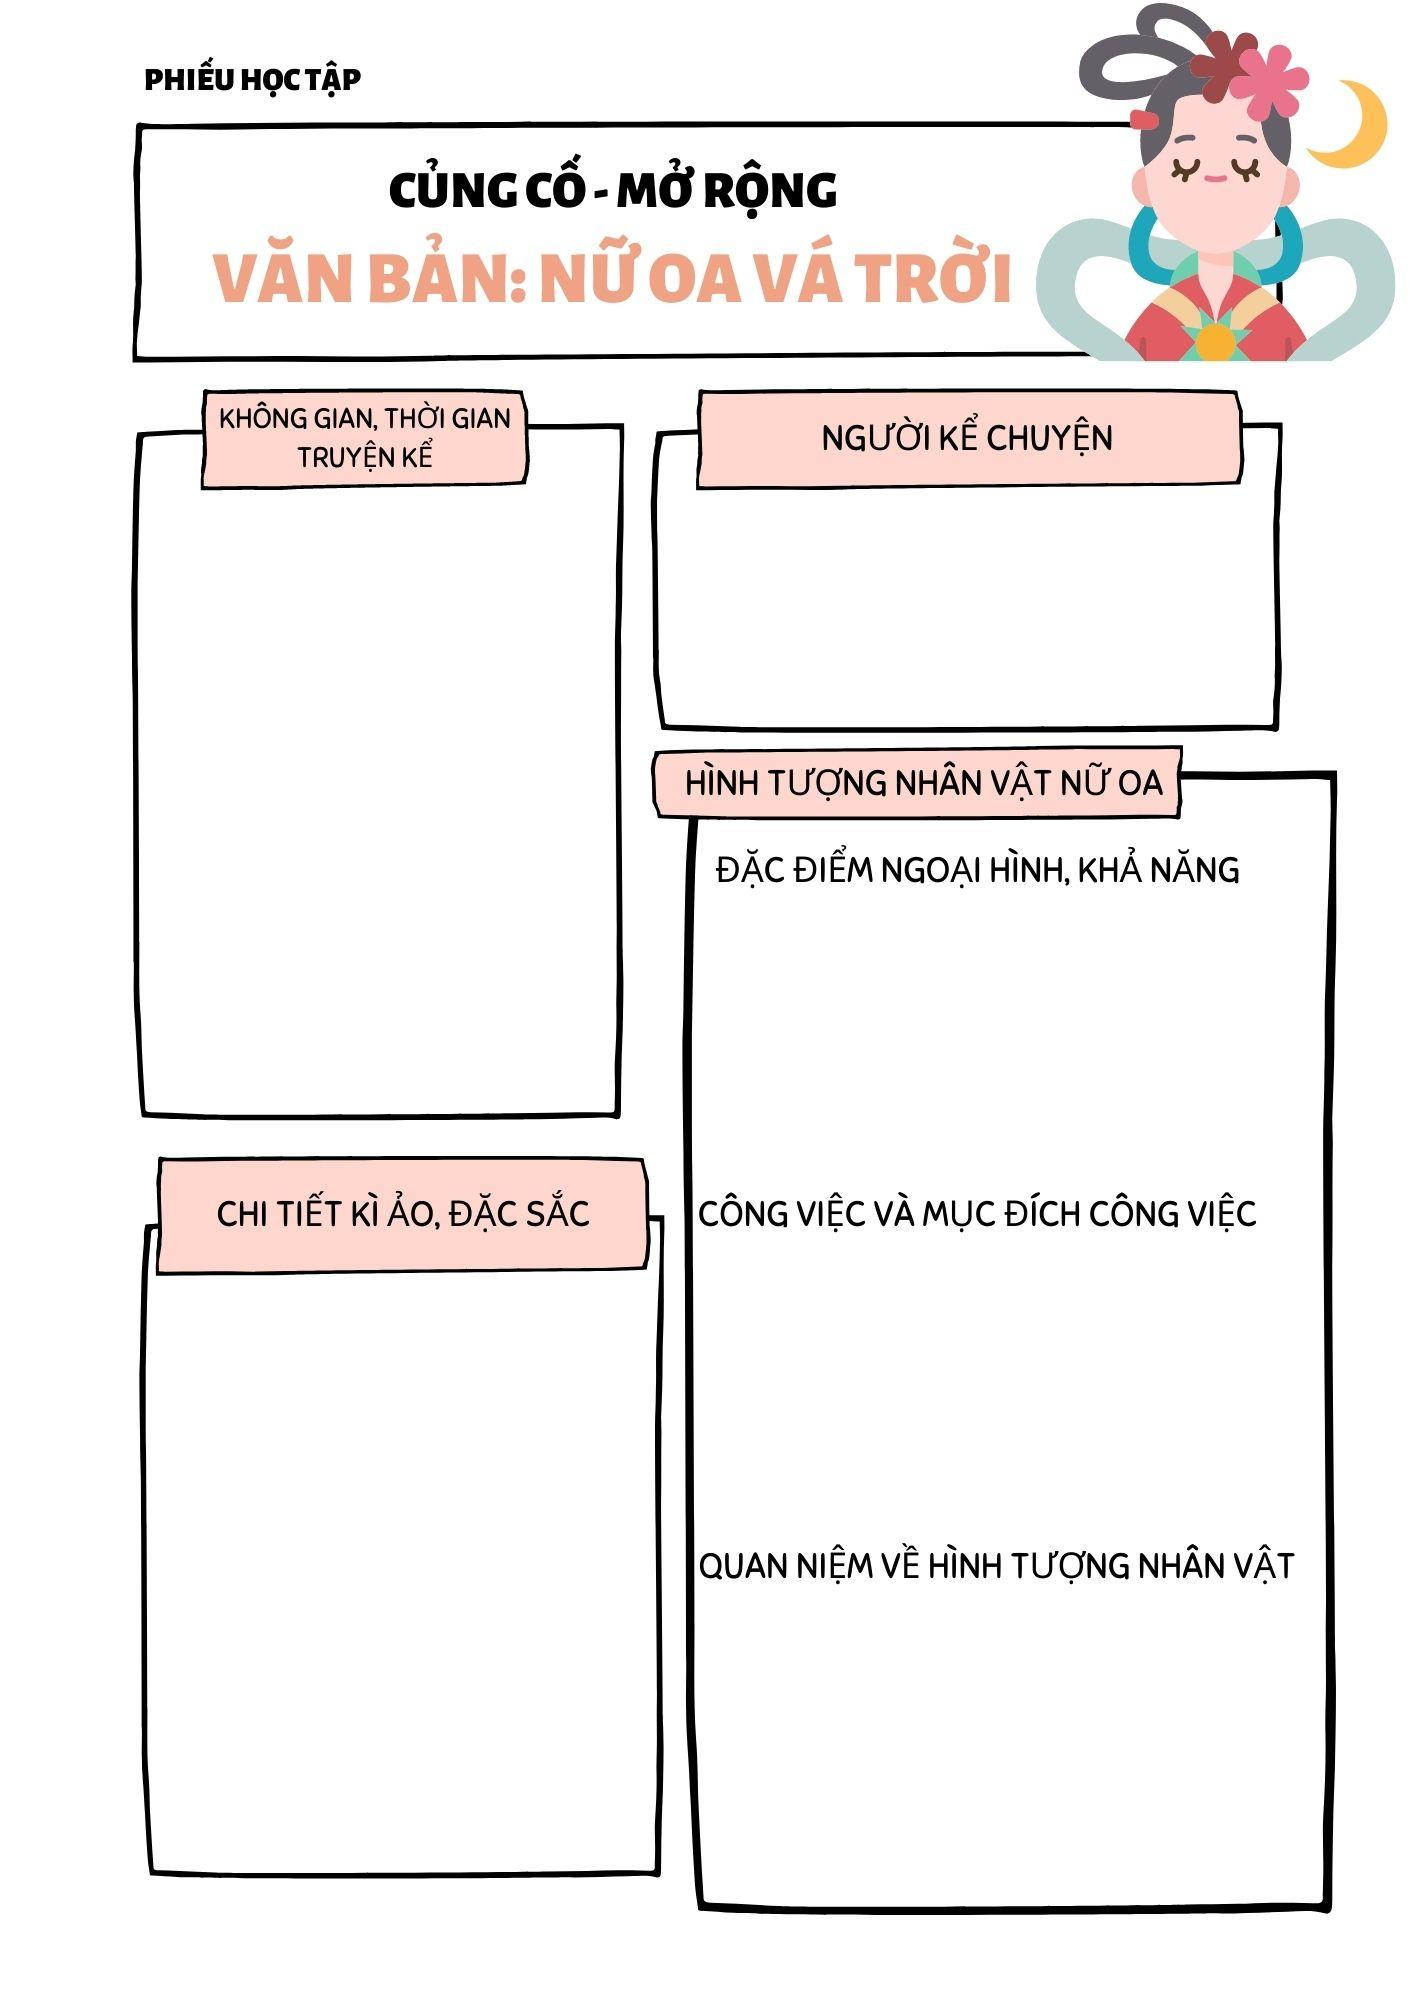 PHIẾU HỌC TẬP
CỦNG CỐ - MỞ RỘNG
VĂN BẢN: NỮ OA VÁ TRỜI
KHÔNG GIAN, THỜI GIAN
TRUYỆN KỂ
NGƯỜI KỂ CHUYỆN
HÌNH TƯỢNG NHÂN VẬT NỮ OA
ĐẶC ĐIỂM NGOẠI HÌNH, KHẢ NĂNG
CHI TIẾT KÌ ẢO, ĐẶC SẮC
CÔNG VIỆC VÀ MỤC ĐÍCH CÔNG VIỆC
QUAN NIỆM VỀ HÌNH TƯỢNG NHÂN VẬT